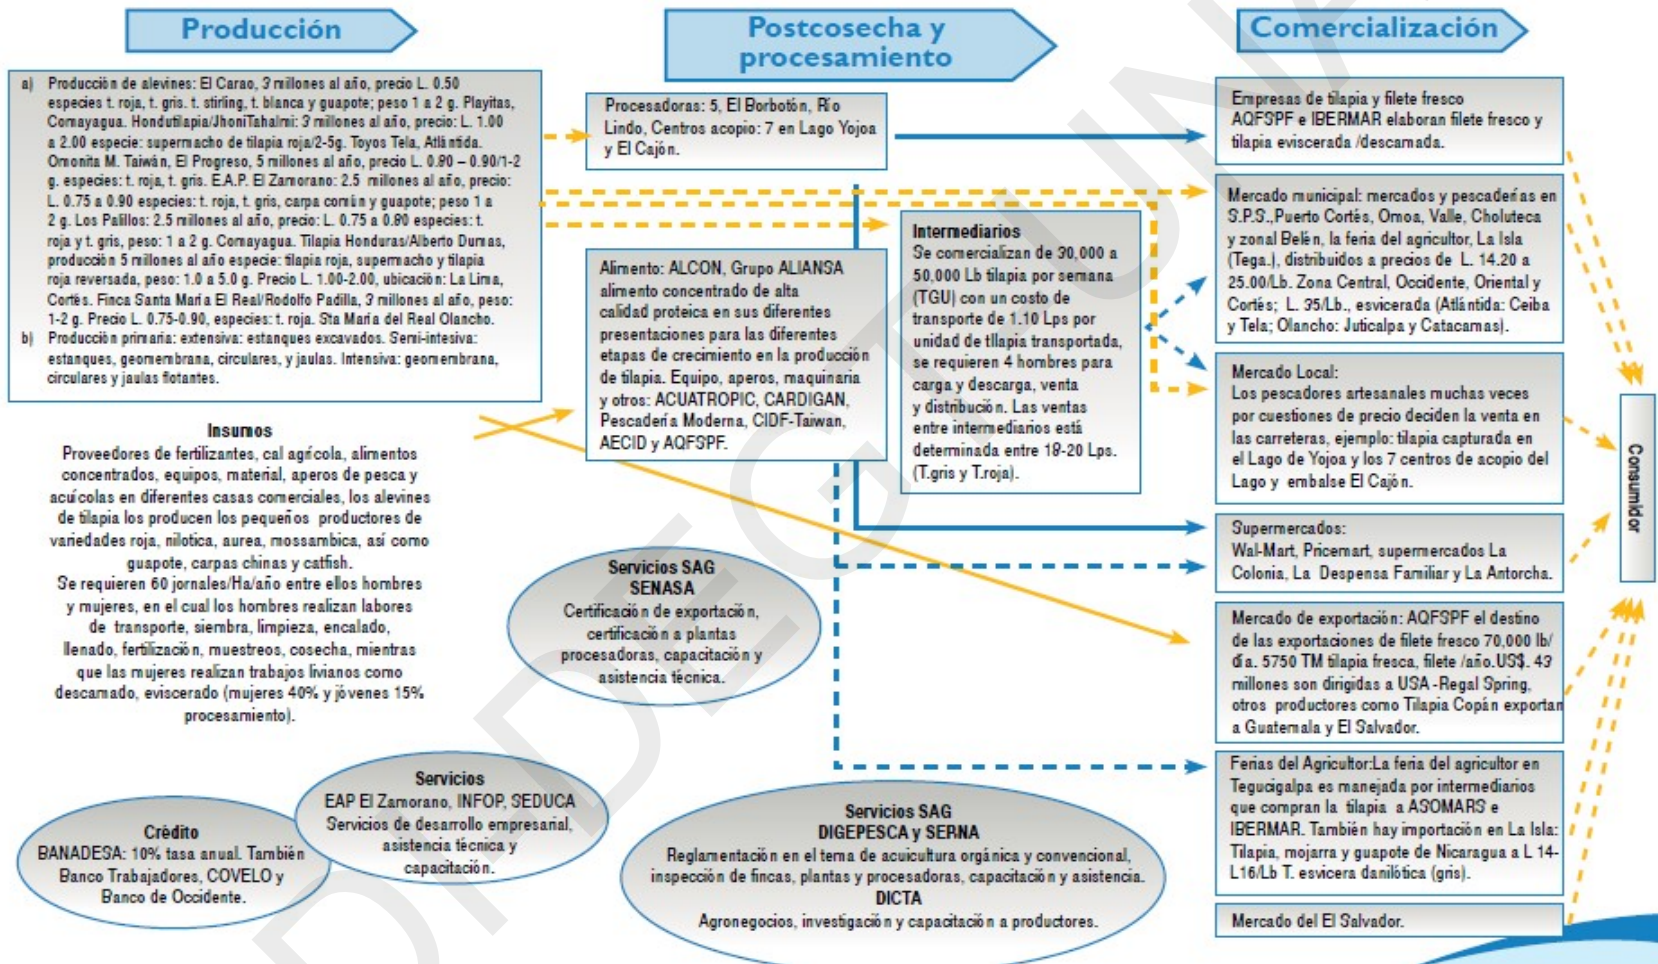 Producción
Postcosecha y
procesamiento
Comercialización
a) Producción de alevines: El Carao, 3 millones al año, precio L. 0.50
especies t. roja, t. gris. t. stirling, t. blanca y guapote; peso 1 a 2 g. Playitas,
Comayagua. Hondutilapia/JhoniTahalmi: 3 millones al año, precio: L. 1.00
a 2.00 especie: supermacho de tilapia roja/2-5g. Toyos Tela, Atlántida.
Omonita M. Taiwán, El Progreso, 5 millones al año, precio L. 0.80 – 0.90/1-2
g. especies: t. roja, t. gris. E.A.P. El Zamorano: 2.5 millones al año, precio:
L. 0.75 a 0.90 especies: t. roja, t. gris, carpa común y guapote; peso 1 a
2 g. Los Palillos: 2.5 millones al año, precio: L. 0.75 a 0.80 especies: t.
roja y t. gris, peso: 1 a 2 g. Comayagua. Tilapia Honduras/Alberto Dumas,
producción 5 millones al año especie: tilapia roja, supermacho y tilapia
roja reversada, peso: 1.0 a 5.0 g. Precio L. 1.00-2.00, ubicación: La Lima,
Cortés. Finca Santa María El Real/Rodolfo Padilla, 3 millones al año, peso:
1-2 g. Precio L. 0.75-0.90, especies: t. roja. Sta María del Real Olancho.
b) Producción primaria: extensiva: estanques excavados. Semi-intesiva:
estanques, geomembrana, circulares, y jaulas. Intensiva: geomembrana,
circulares y jaulas flotantes.
Insumos
Proveedores de fertilizantes, cal agrícola, alimentos
concentrados, equipos, material, aperos de pesca y
acuícolas en diferentes casas comerciales, los alevines
de tilapia los producen los pequeños productores de
variedades roja, nilotica, aurea, mossambica, así como
guapote, carpas chinas y catfish.
Se requieren 60 jornales/Ha/año entre ellos hombres
y mujeres, en el cual los hombres realizan labores
de transporte, siembra, limpieza, encalado,
llenado, fertilización, muestreos, cosecha, mientras
que las mujeres realizan trabajos livianos como
descamado, eviscerado (mujeres 40% y jóvenes 15%
procesamiento).
Crédito
BANADESA: 10% tasa anual. También
Banco Trabajadores, COVELO y
Banco de Occidente.
Servicios
EAP El Zamorano, INFOP, SEDUCA
Servicios de desarrollo empresarial,
asistencia técnica y
capacitación.
Procesadoras: 5, El Borbotón, Río
Lindo, Centros acopio: 7 en Lago Yojoa
y El Cajón.
Alimento: ALCON, Grupo ALIANSA
alimento concentrado de alta
calidad proteica en sus diferentes
presentaciones para las diferentes
etapas de crecimiento en la producción
de tilapia. Equipo, aperos, maquinaria
y otros: ACUATROPIC, CARDIGAN,
Pescadería Moderna, CIDF-Taiwan,
AECID y AQFSPF.
Intermediarios
Se comercializan de 30,000 a
50,000 Lb tilapia por semana
(TGU) con un costo de
transporte de 1.10 Lps por
unidad de tilapia transportada,
se requieren 4 hombres para
carga y descarga, venta
y distribución. Las ventas
entre intermediarios está
determinada entre 18-20 Lps.
(T.gris y T.roja).
Servicios SAG
SENASA
Certificación de exportación,
certificación a plantas
procesadoras, capacitación y
asistencia técnica.
Servicios SAG
DIGEPESCA y SERNA
Reglamentación en el tema de acuicultura orgánica y convencional,
inspección de fincas, plantas y procesadoras, capacitación y asistencia.
DICTA
Agronegocios, investigación y capacitación a productores.
Empresas de tilapia y filete fresco
AQFSPF e IBERMAR elaboran filete fresco y
tilapia eviscerada /descamada.
Mercado municipal: mercados y pescaderías en
S.P.S.,Puerto Cortés, Omoa, Valle, Choluteca
y zonal Belén, la feria del agricultor, La Isla
(Tega.), distribuidos a precios de L. 14.20 a
25.00/Lb. Zona Central, Occidente, Oriental y
Cortés; L. 35/Lb., esvicerada (Atlántida: Ceiba
y Tela; Olancho: Juticalpa y Catacamas).
Mercado Local:
Los pescadores artesanales muchas veces
por cuestiones de precio deciden la venta en
las carreteras, ejemplo: tilapia capturada en
el Lago de Yojoa y los 7 centros de acopio del
Lago y embalse El Cajón.
Supermercados:
Wal-Mart, Pricemart, supermercados La
Colonia, La Despensa Familiar y La Antorcha.
Mercado de exportación: AQFSPF el destino
de las exportaciones de filete fresco 70,000 lb/
día. 5750 TM tilapia fresca, filete /año.US$. 43
millones son dirigidas a USA -Regal Spring,
otros productores como Tilapia Copán exportan
a Guatemala y El Salvador.
Ferias del Agricultor:La feria del agricultor en
Tegucigalpa es manejada por intermediarios
que compran la tilapia a ASOMARS e
IBERMAR. También hay importación en La Isla:
Tilapia, mojarra y guapote de Nicaragua a L 14-
L16/Lb T. esvicera danilótica (gris).
Mercado del El Salvador.
Consumidor